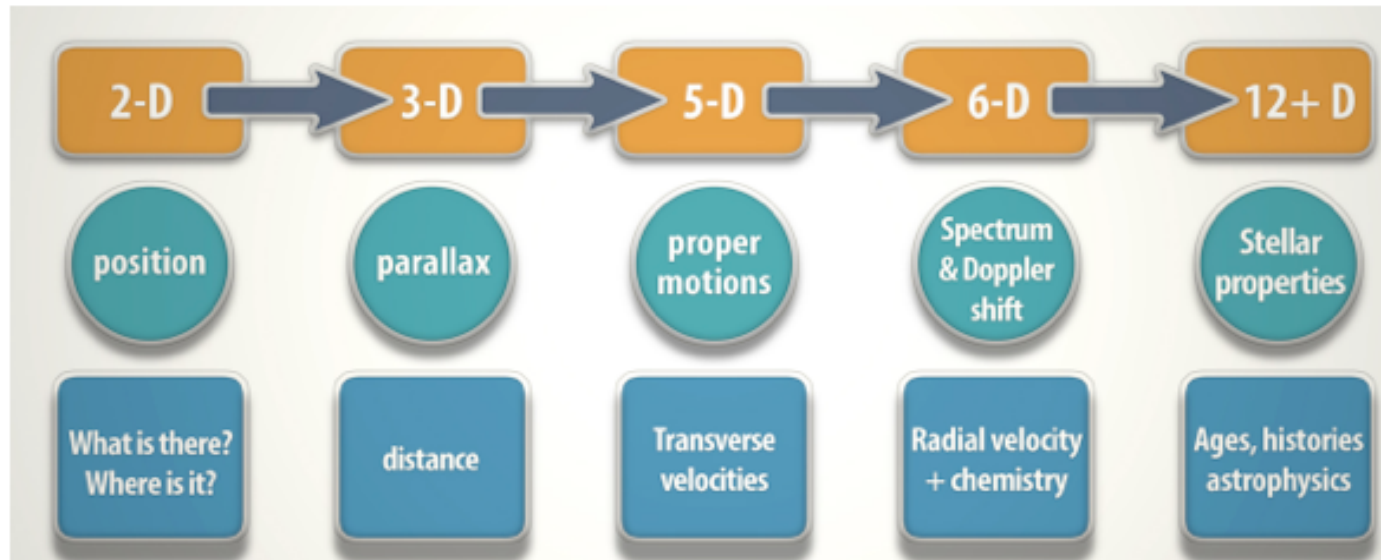 2-D
3-D
5-D
6-D
12+ D
position
parallax
proper
motions
Spectrum
& Doppler
shift
Stellar
properties
What is there?
Where is it?
distance
Transverse
velocities
Radial velocity
+ chemistry
Ages, histories
astrophysics